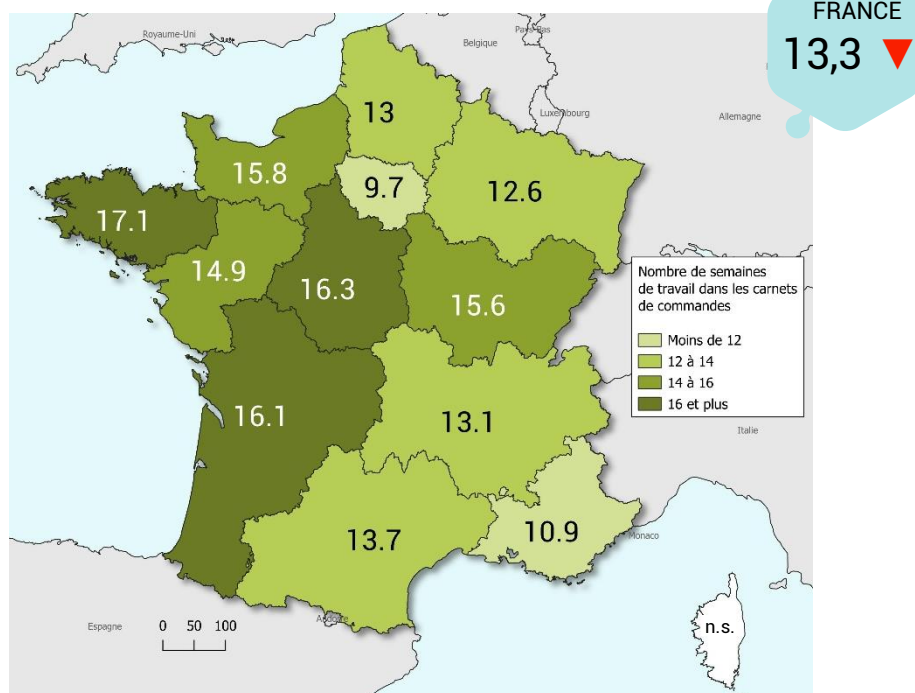 FRANCE
13,3
Royaume-Uni
Pays-Bas
Belgique
Luxembourg
Allemagne
13
15.8
9.7
12.6
17.1
14.9
16.3
15.6
Nombre de semaines
de travail dans les carnets
de commandes
Moins de 12
12 à 14
14 à 16
16 et plus
16.1
13.1
Italie
13.7
10.9
Monaco
Espagne
0 50 100
Andorre
n.s.